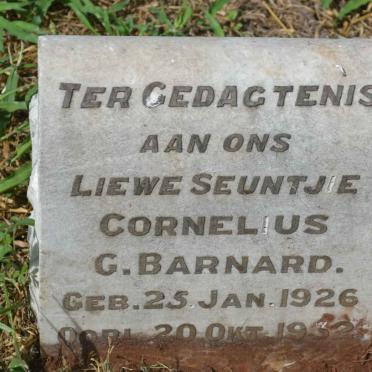 TER GEDAGTENIS
AAN ONS
LIEWE SEUNTJIE
CORNELIUS
G. BARNARD.
GEB. 25 JAN. 1926
OORL. 20 OKT.